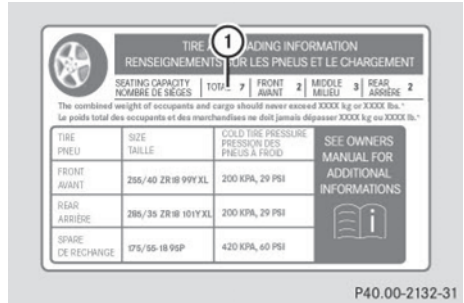 1
TIRE AND LOADING INFORMATION
RENSEIGNEMENTS SUR LES PNEUS ET LE CHARGEMENT
SEATING CAPACITY TOTAL 7 FRONT 2 MIDDLE 3 REAR 2
NOMBRE DE SIÈGES AVANT MILIEU ARRIÈRE
The combined weight of occupants and cargo should never exceed XXXX kg or XXXX lbs.*
Le poids total des occupants et des marchandises ne doit jamais dépasser XXXX kg ou XXXX lb.*
TIRE SIZE COLD TIRE PRESSURE
PNEU TAILLE PRESSION DES
PNEUS À FROID
SEE OWNERS
MANUAL FOR
ADDITIONAL
INFORMATIONS
i
FRONT
AVANT 255/40 ZR18 99Y XL 200 KPA, 29 PSI
REAR
ARRIÈRE 285/35 ZR18 101Y XL 200 KPA, 29 PSI
SPARE
DE RECHANGE 175/55-18 95P 420 KPA, 60 PSI
P40.00-2132-31